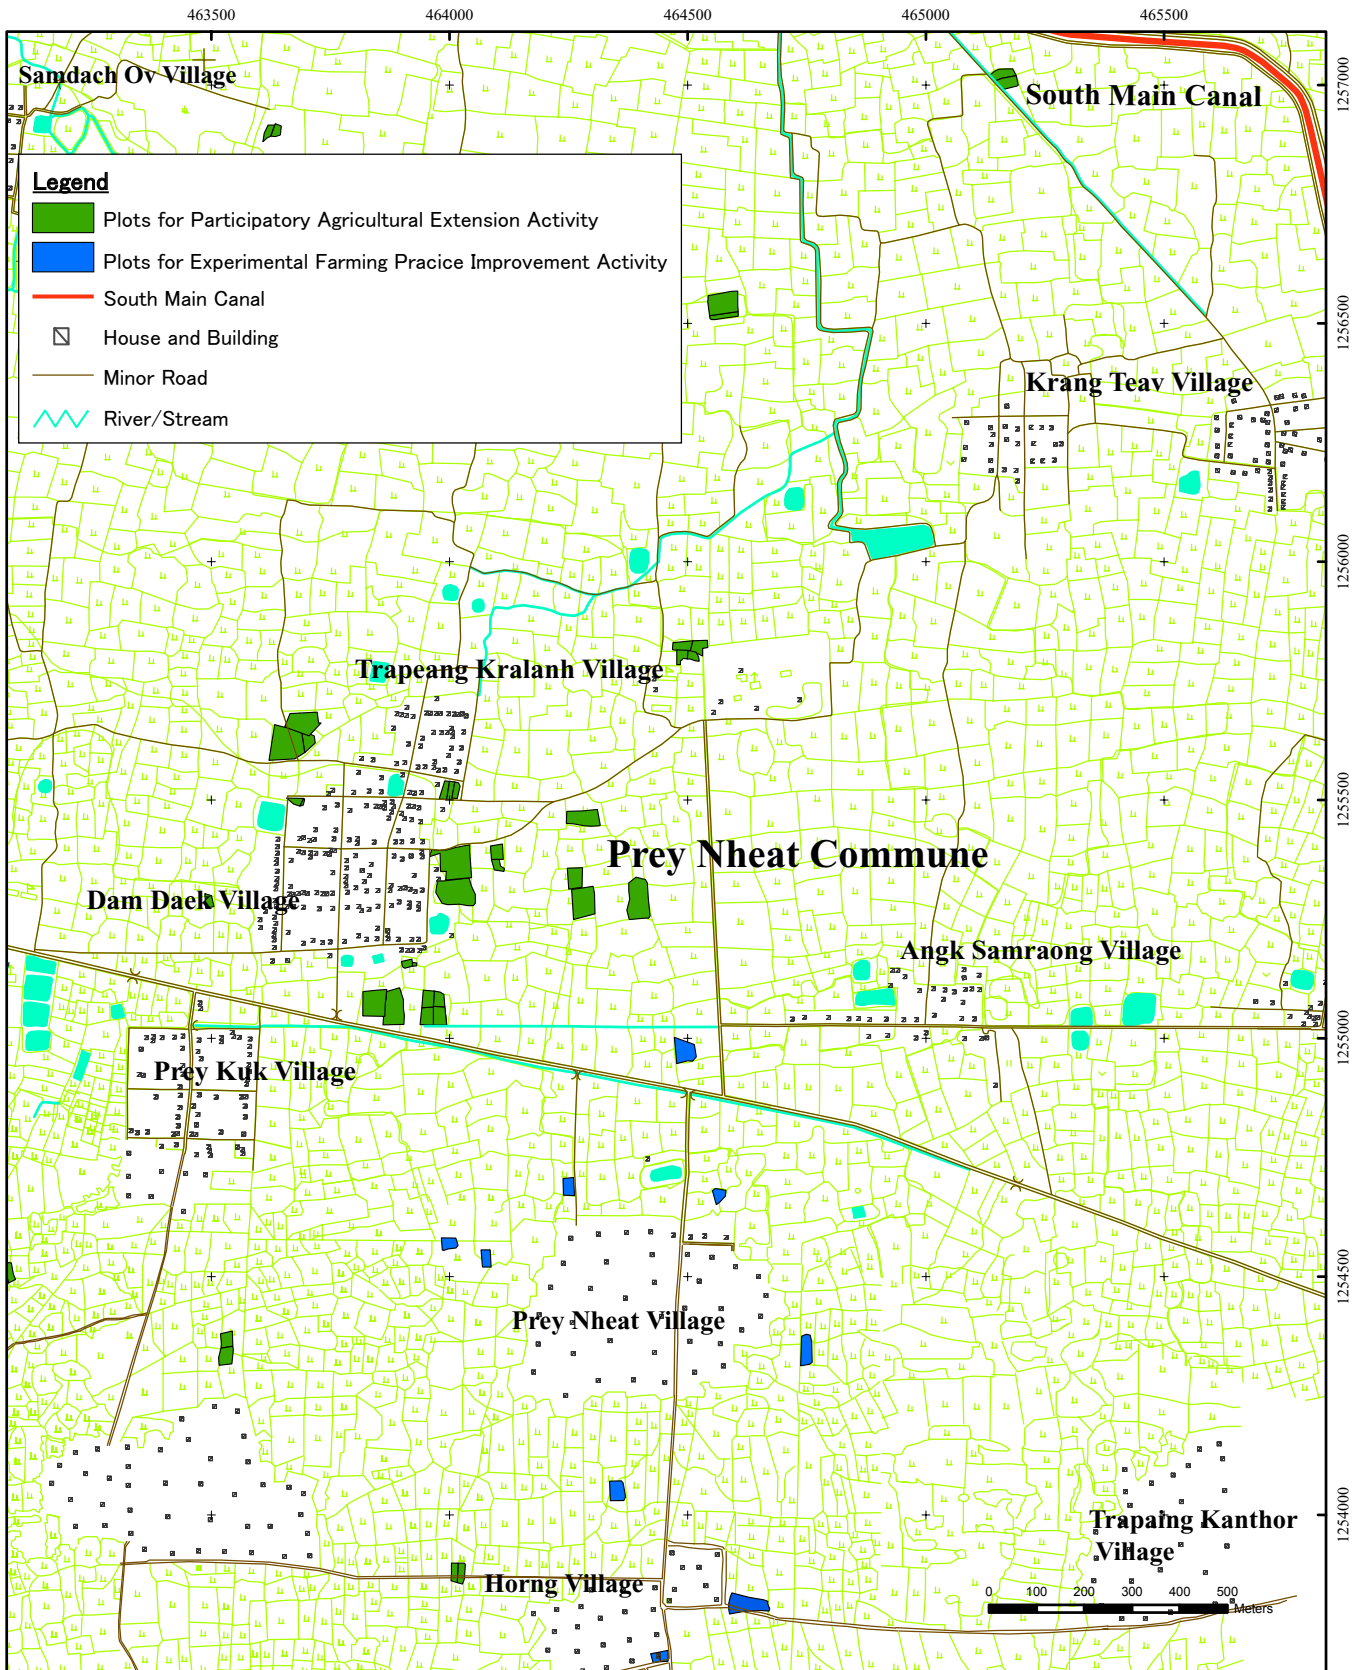 463500 464000 464500 465000 465500
Samdach Ov Village
South Main Canal
1257000
Legend
Plots for Participatory Agricultural Extension Activity
Plots for Experimental Farming Pracice Improvement Activity
South Main Canal
House and Building
Minor Road
River/Stream
1256500
Krang Teav Village
1256000
Trapeang Kralanh Village
1255500
Prey Nheat Commune
Dam Daek Village
Angk Samraong Village
1255000
Prey Kuk Village
1254500
Prey Nheat Village
1254000
Trapaing Kanthor
Village
Horng Village
0 100 200 300 400 500
Meters